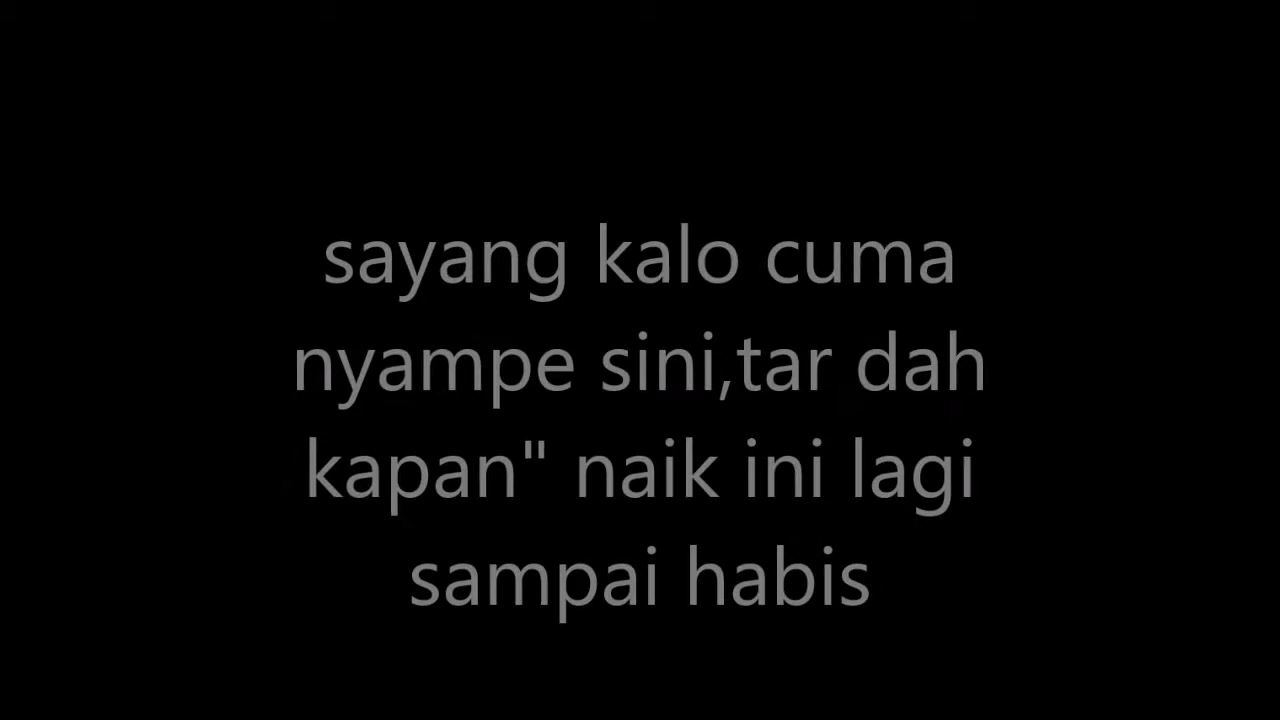 sayang kalo cuma
nyampe sini,tar dah
kapan" naik ini lagi
sampai habis